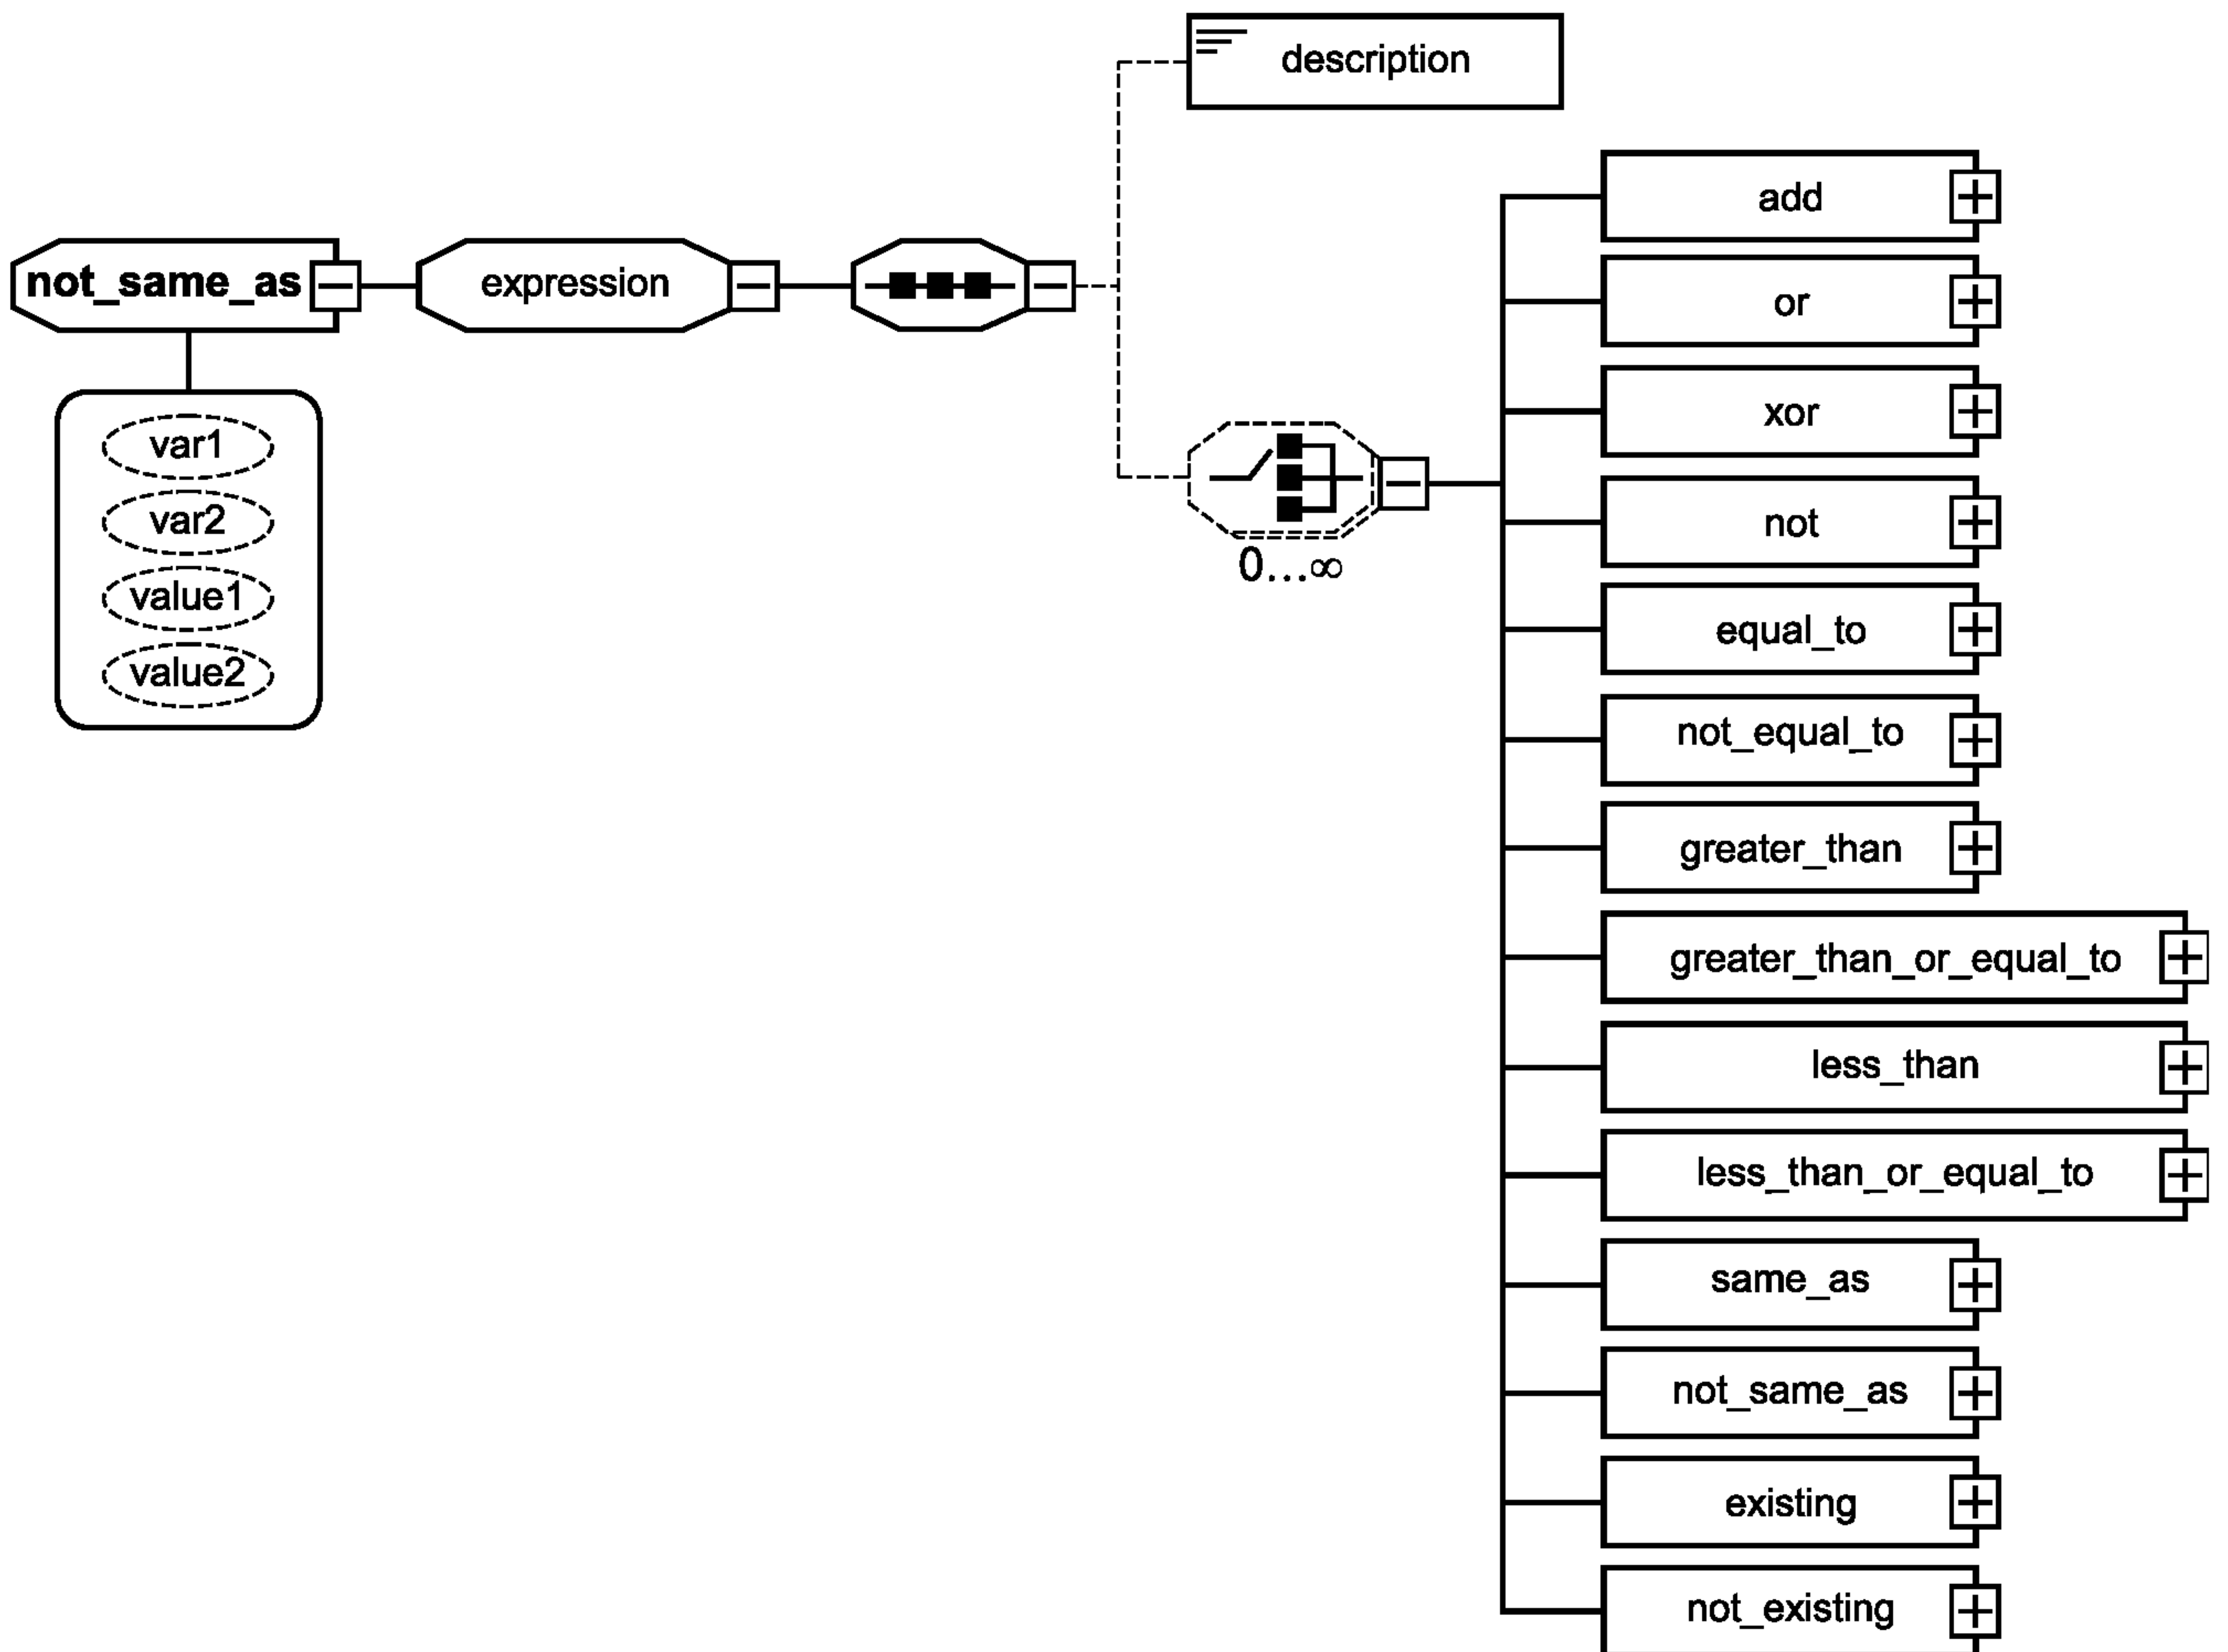 description
not_same_as
expression
var1
var2
value1
value2
0...∞
add
or
xor
not
equal_to
not_equal_to
greater_than
greater_than_or_equal_to
less_than
less_than_or_equal_to
same_as
not_same_as
existing
not_existing